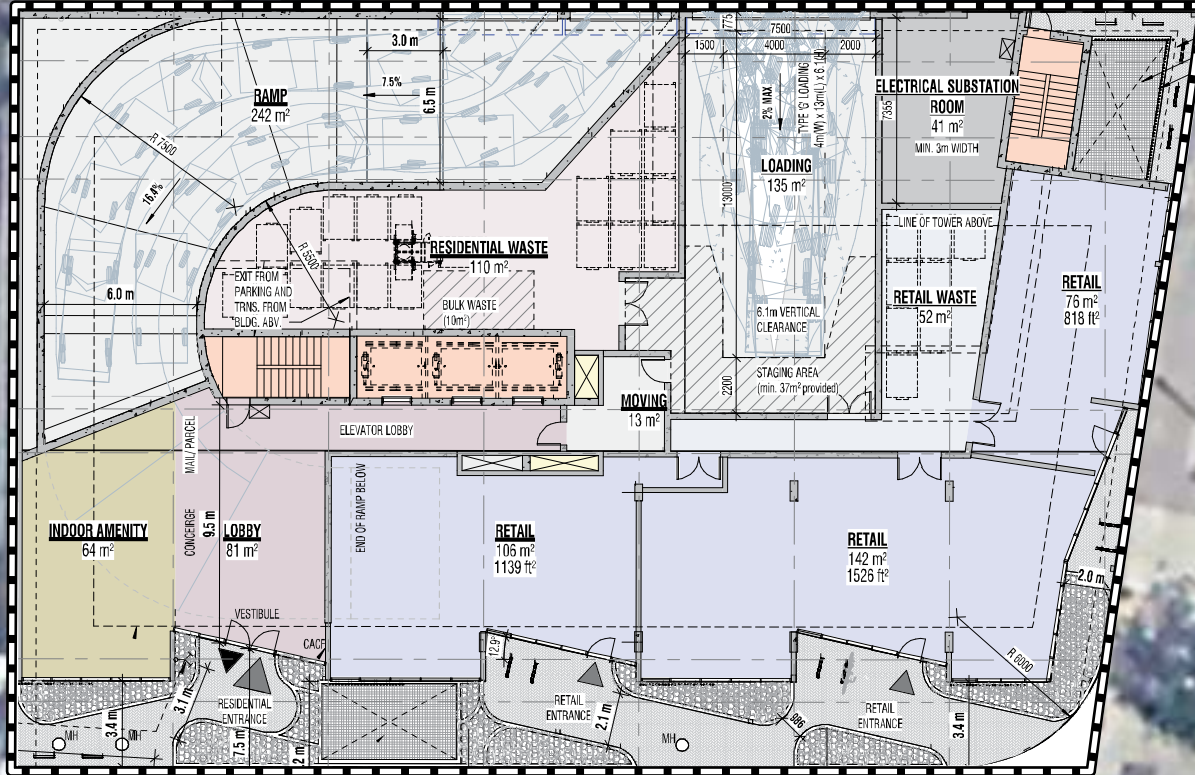 775
7500
1500
4000
2000
3.0 m
7.5%
6.5 m
RAMP
242 m²
R 7500
16.4%
6.0 m
2% MAX
TYPE 'G' LOADING
4m(W) x 13m(L) x 6.1(H)
LOADING
135 m²
13000
7355
ELECTRICAL SUBSTATION
ROOM
41 m²
MIN. 3m WIDTH
LINE OF TOWER ABOVE
RESIDENTIAL WASTE
110 m²
R 3500
EXIT FROM
PARKING AND
TRNS. FROM
BLDG. ABV.
BULK WASTE
(10m²)
6.1m VERTICAL
CLEARANCE
RETAIL WASTE
52 m²
RETAIL
76 m²
818 ft²
STAGING AREA
(min. 37m² provided)
2200
MOVING
13 m²
ELEVATOR LOBBY
MAIL/ PARCEL
CONCEIRGE
9.5 m
END OF RAMP BELOW
INDOOR AMENITY
64 m²
LOBBY
81 m²
RETAIL
106 m²
1139 ft²
RETAIL
142 m²
1526 ft²
2.0 m
VESTIBULE
CACF
12.9°
R 6000
3.1 m
3.4 m
RESIDENTIAL
ENTRANCE
7.5 m
RETAIL
ENTRANCE
2.1 m
986
RETAIL
ENTRANCE
3.4 m
MH
MH
MH